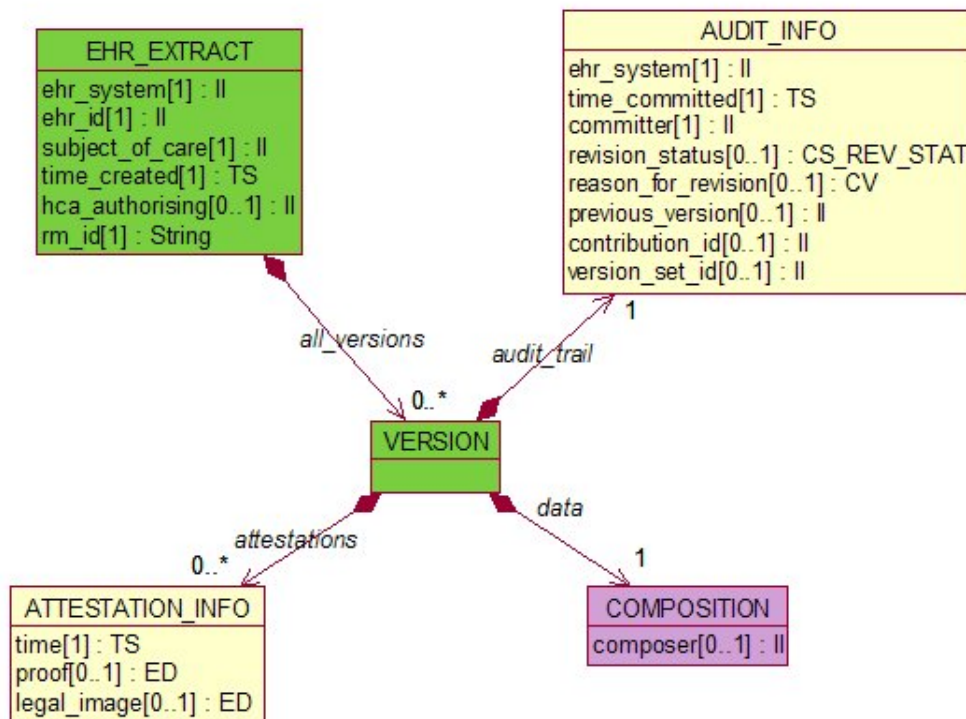 EHR_EXTRACT
ehr_system[1] : II
ehr_id[1] : II
subject_of_care[1] : II
time_created[1] : TS
hca_authorising[0..1] : II
rm_id[1] : String
AUDIT_INFO
ehr_system[1] : II
time_committed[1] : TS
committer[1] : II
revision_status[0..1] : CS_REV_STAT
reason_for_revision[0..1] : CV
previous_version[0..1] : II
contribution_id[0..1] : II
version_set_id[0..1] : II
all_versions
0..*
audit_trail
1
VERSION
attestations
0..*
data
1
ATTESTATION_INFO
time[1] : TS
proof[0..1] : ED
legal_image[0..1] : ED
COMPOSITION
composer[0..1] : II